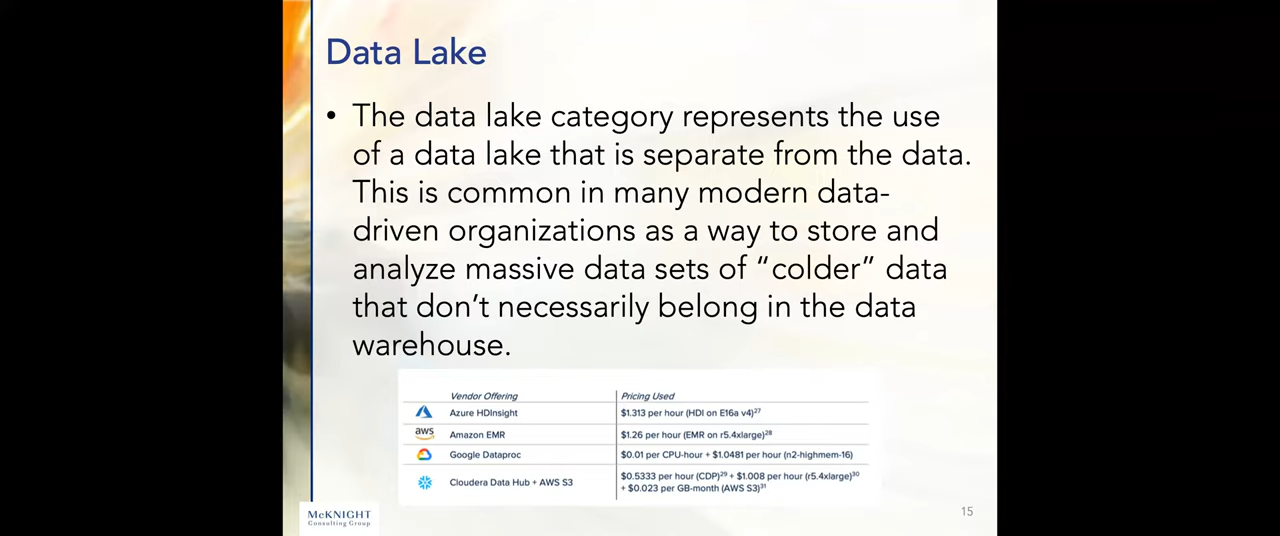 Data Lake
• The data lake category represents the use
of a data lake that is separate from the data.
This is common in many modern data-
driven organizations as a way to store and
analyze massive data sets of “colder” data
that don’t necessarily belong in the data
warehouse.
Vendor Offering Pricing Used
Azure HDInsight $1.313 per hour (HDI on E16a v4)27
aws Amazon EMR $1.26 per hour (EMR on r5.4xlarge)28
Google Dataproc $0.01 per CPU-hour + $1.0481 per hour (n2-highmem-16)
Cloudera Data Hub + AWS S3 $0.5333 per hour (CDP)29 + $1.008 per hour (r5.4xlarge)30
+ $0.023 per GB-month (AWS S3)31
McKNIGHT
Consulting Group
15